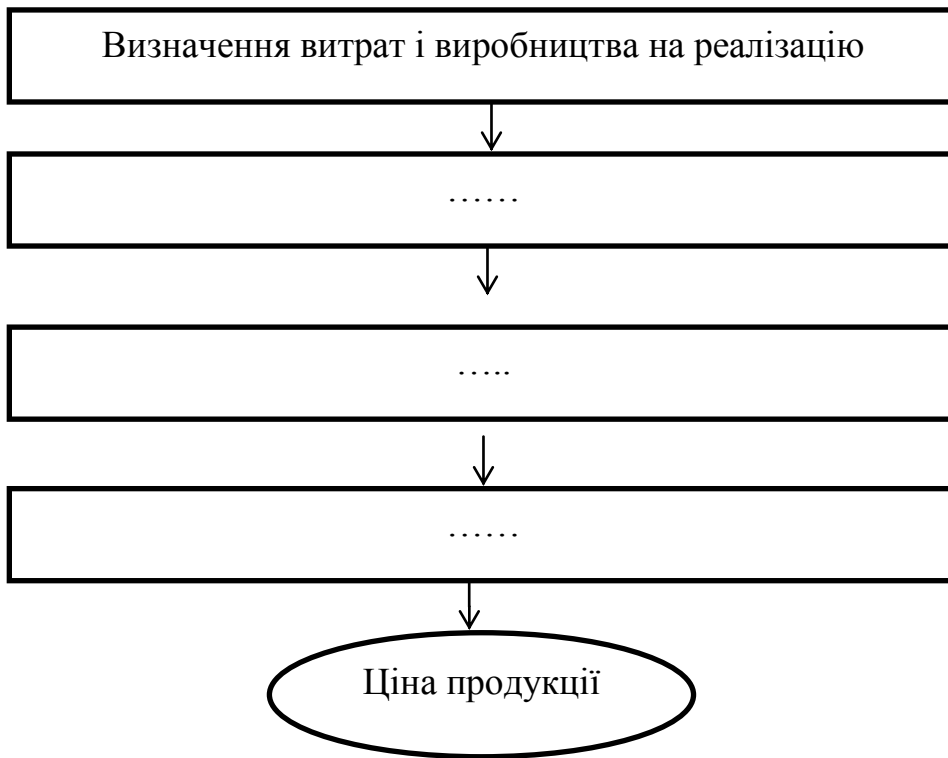 Визначення витрат і виробництва на реалізацію
……
…..
……
Ціна продукції